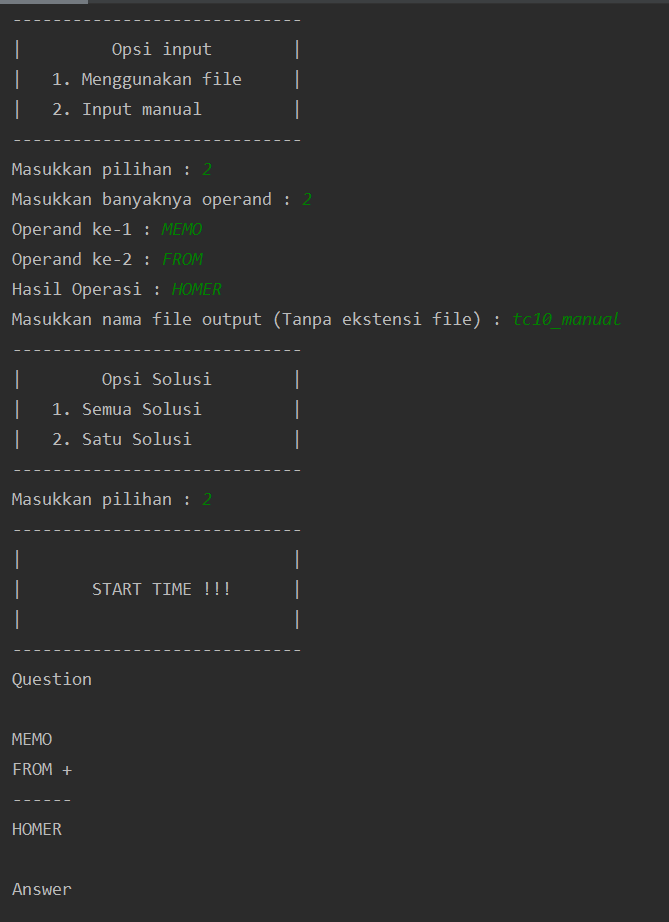 -----------------------------
|         Opsi input        |
|   1. Menggunakan file     |
|   2. Input manual         |
-----------------------------
Masukkan pilihan : 2
Masukkan banyaknya operand : 2
Operand ke-1 : MEMO
Operand ke-2 : FROM
Hasil Operasi : HOMER
Masukkan nama file output (Tanpa ekstensi file) : tc10_manual
-----------------------------
|        Opsi Solusi        |
|   1. Semua Solusi         |
|   2. Satu Solusi          |
-----------------------------
Masukkan pilihan : 2
-----------------------------
|                           |
|       START TIME !!!      |
|                           |
-----------------------------
Question
MEMO
FROM +
------
HOMER
Answer